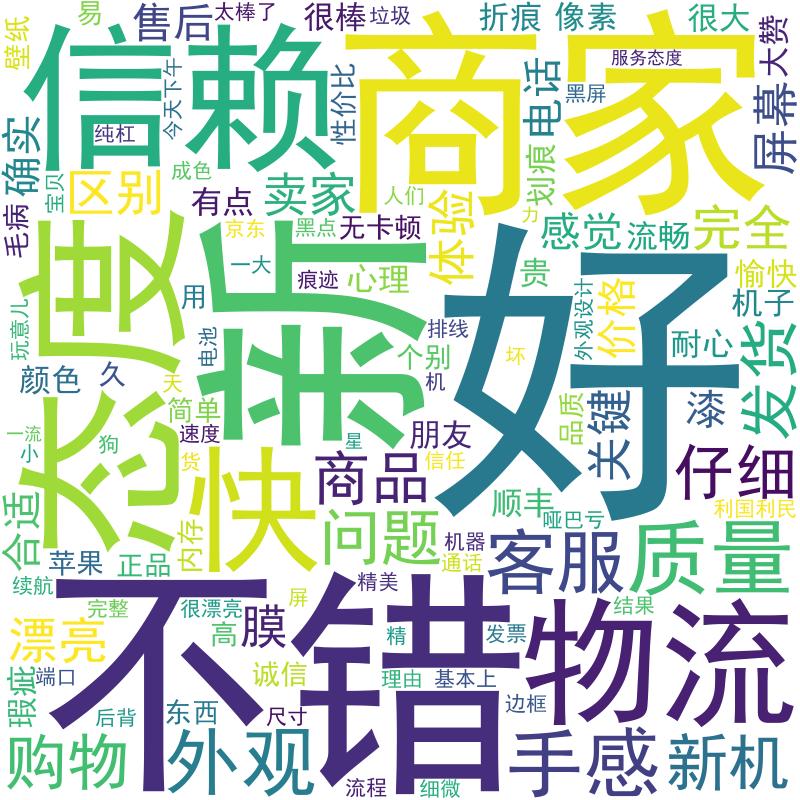 易
售后
太棒了
很棒
垃圾
折痕
像素
很大
大赞
壁纸
信赖
商家
今天下午
性价比
电话
服务态度
黑屏
屏幕
纯杠
确实
成色
划痕
宝贝
区别
卖家
有点
人们
体验
力
毛病
京东
黑点
无卡顿
感觉
流畅
完全
态度
新
好
一大
痕迹
心理
贵
愉快
用
外观设计
价格
机子
玩意儿
电池
排线
个别
坏
耐心
发货
颜色
久
天
机
简单
品质
关键
漆
一流
小
狗
速度
朋友
星
仔细
货
快
商品
信任
顺丰
利国利民
合适
内存
问题
哑巴亏
苹果
正品
机器
通话
客服
质量
续航
精美
完整
很漂亮
屏
结果
不错
物流
漂亮
高
膜
精
发票
诚信
瑕疵
端口
理由
基本上
后背
东西
尺寸
边框
购物
外观
手感
新机
流程
细微